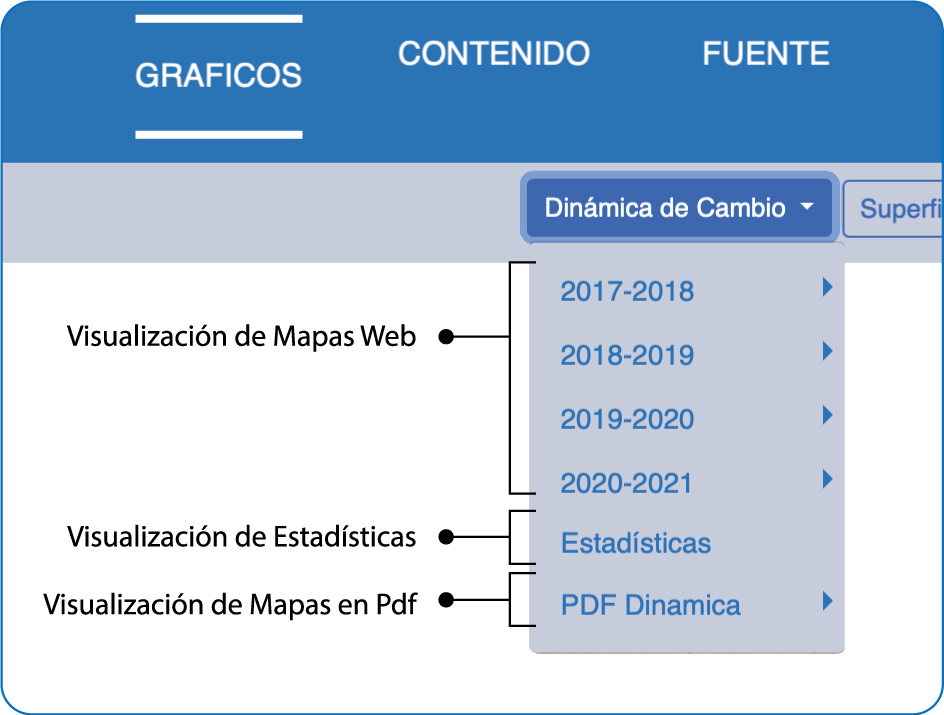 GRAFICOS
CONTENIDO
FUENTE
Dinámica de Cambio
Superfi
2017-2018
Visualización de Mapas Web
2018-2019
2019-2020
2020-2021
Visualización de Estadísticas
Estadísticas
Visualización de Mapas en Pdf
PDF Dinamica